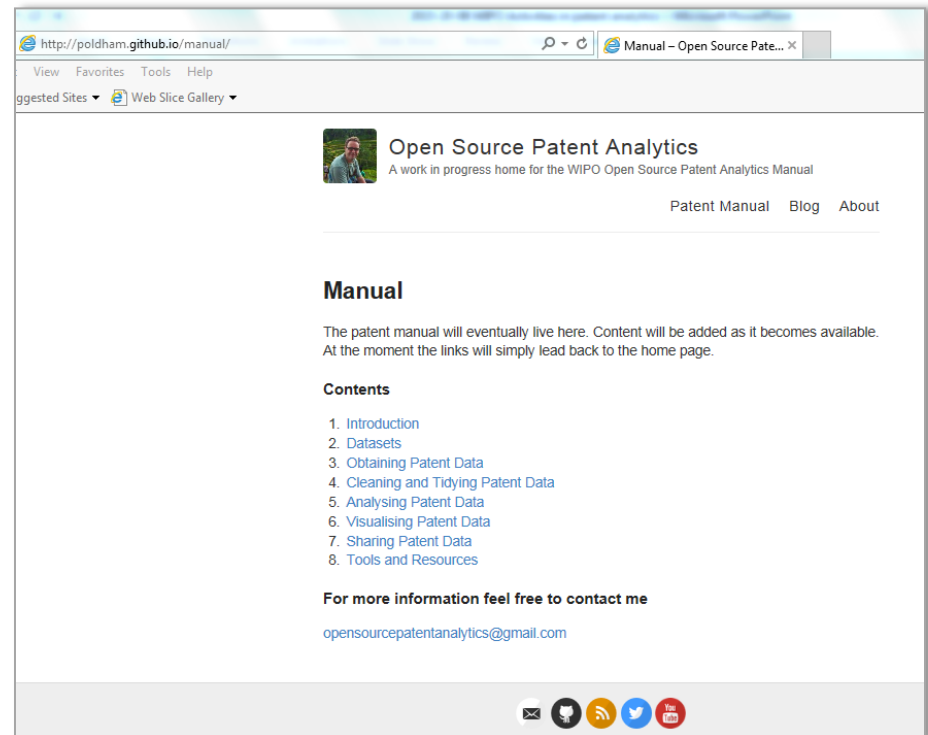 http://poldham.github.io/manual/
Manual – Open Source Pate...
View Favorites Tools Help
ggested Sites Web Slice Gallery
Open Source Patent Analytics
A work in progress home for the WIPO Open Source Patent Analytics Manual
Patent Manual Blog About
Manual
The patent manual will eventually live here. Content will be added as it becomes available.
At the moment the links will simply lead back to the home page.
Contents
1. Introduction
2. Datasets
3. Obtaining Patent Data
4. Cleaning and Tidying Patent Data
5. Analysing Patent Data
6. Visualising Patent Data
7. Sharing Patent Data
8. Tools and Resources
For more information feel free to contact me
opensourcepatentanalytics@gmail.com
You
Tube